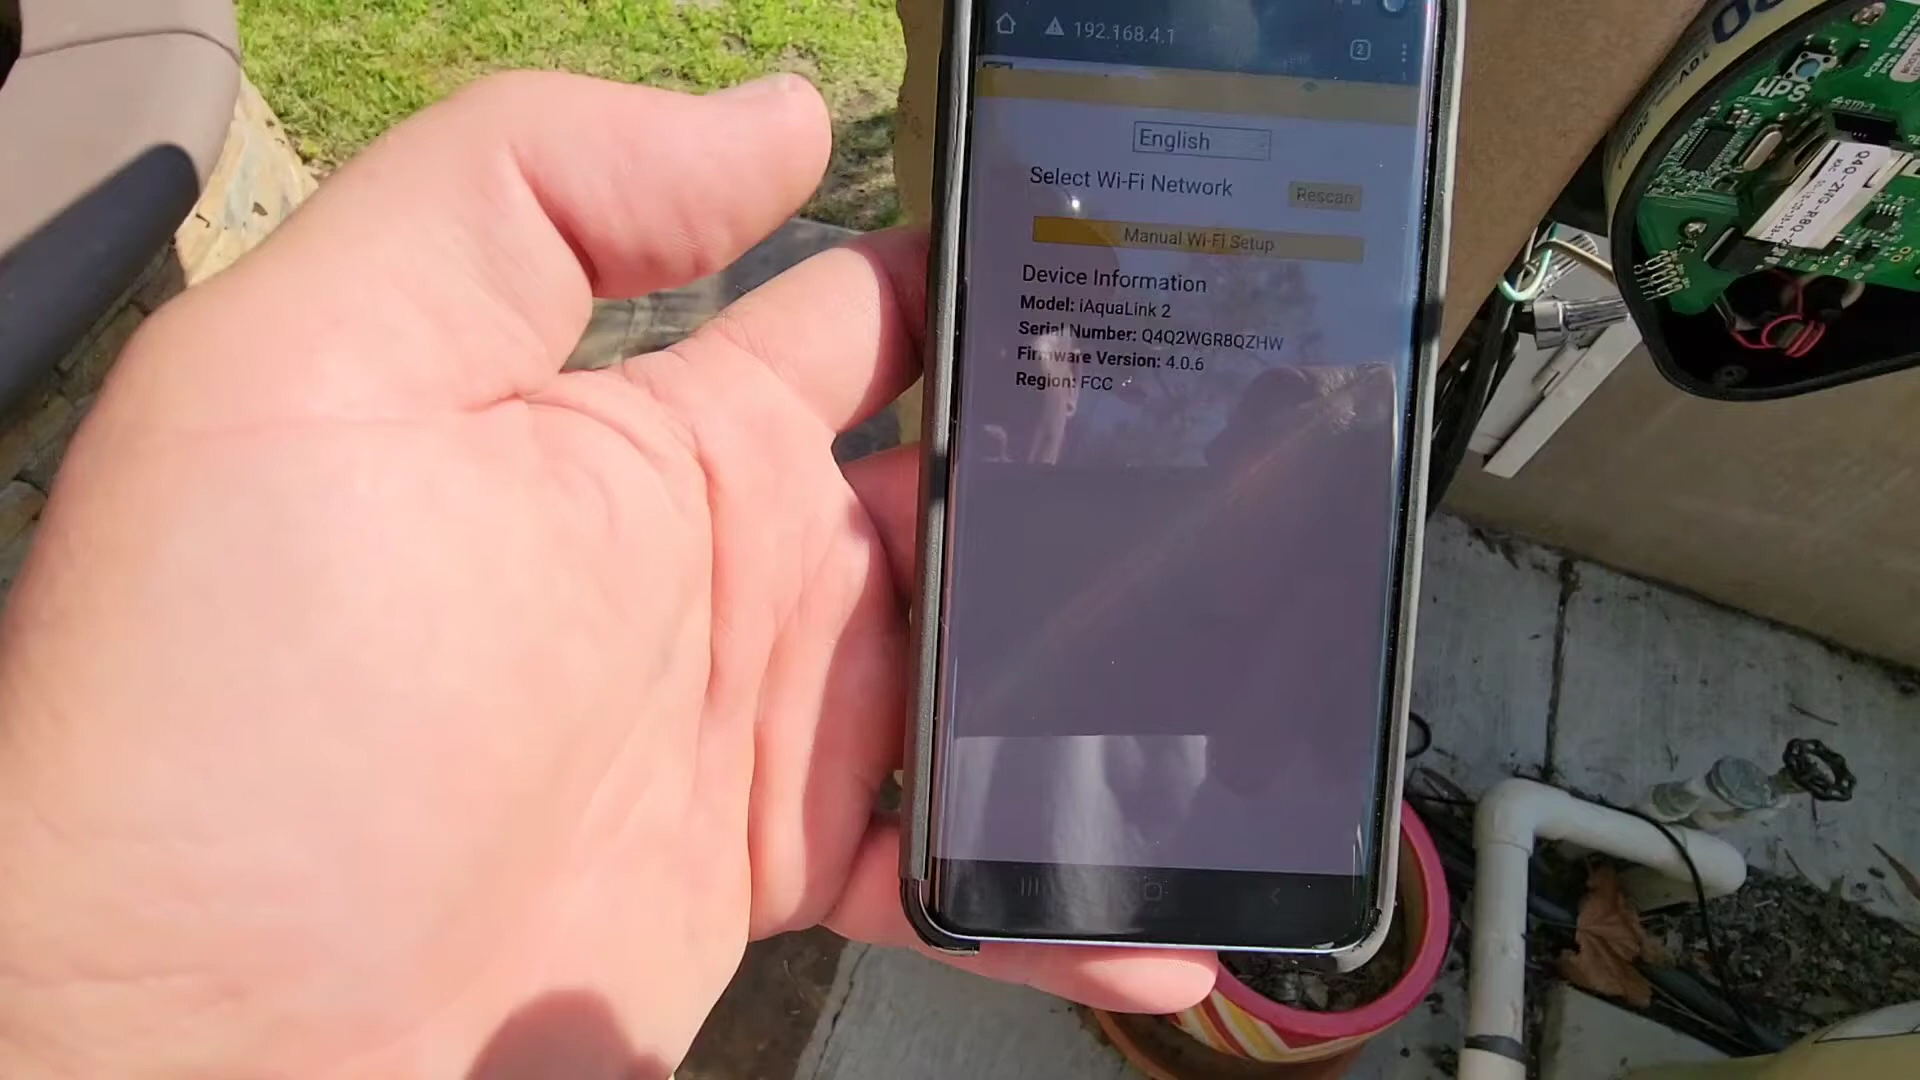 192.168.4.1
2
English
Select Wi-Fi Network
Rescan
Manual Wi-Fi Setup
Device Information
Model: iAquaLink 2
Serial Number: Q4Q2WGR8QZHW
Firmware Version: 4.0.6
Region: FCC
WPS